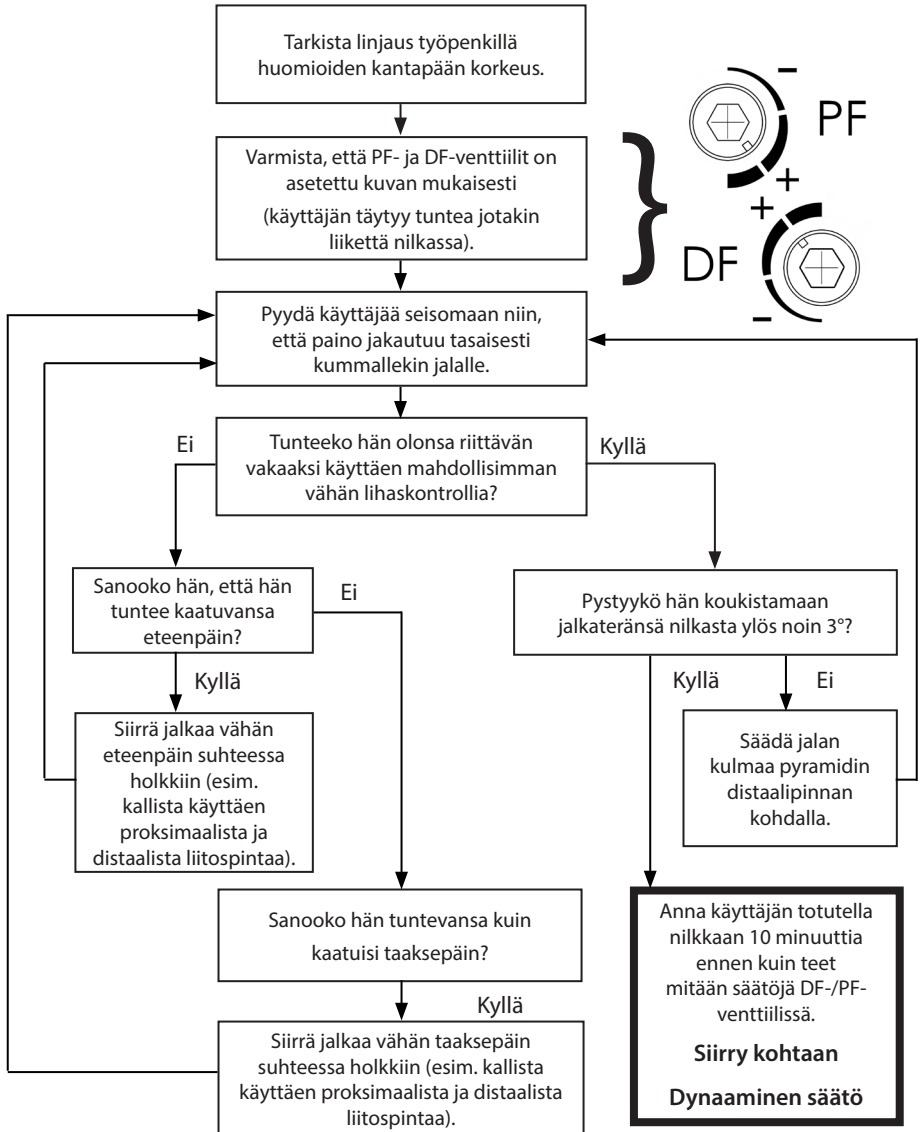 Tarkista linjaus työpenkillä
huomioiden kantapään korkeus.
Varmista, että PF- ja DF-venttiilit on
asetettu kuvan mukaisesti
(käyttäjän täytyy tuntea jotakin
liikettä nilkassa).
-
PF
+
+
DF
-
Pyydä käyttäjää seisomaan niin,
että paino jakautuu tasaisesti
kummallekin jalalle.
Ei
Tunteeko hän olonsa riittävän
vakaaksi käyttäen mahdollisimman
vähän lihaskontrollia?
Kyllä
Sanooko hän, että hän
tuntee kaatuvansa
eteenpäin?
Ei
Kyllä
Siirrä jalkaa vähän
eteenpäin suhteessa
holkkiin (esim.
kallista käyttäen
proksimaalista ja
distaalista liitospintaa).
Pystyykö hän koukistamaan
jalkateränsä nilkasta ylös noin 3°?
Kyllä
Ei
Säädä jalan
kulmaa pyramidin
distaalipinnan
kohdalla.
Sanooko hän tuntevansa kuin
kaatuisi taaksepäin?
Kyllä
Siirrä jalkaa vähän taaksepäin
suhteessa holkkiin (esim. kallista
käyttäen proksimaalista ja distaalista
liitospintaa).
Anna käyttäjän totutella
nilkkaan 10 minuuttia
ennen kuin teet
mitään säätöjä DF-/PF-
venttiilissä.
Siirry kohtaan
Dynaaminen säätö